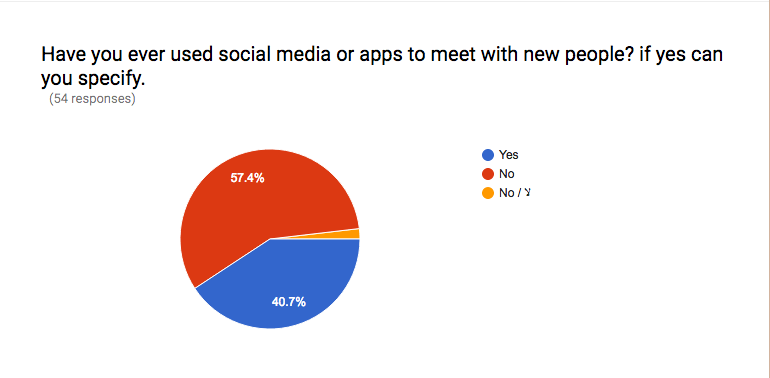 Have you ever used social media or apps to meet with new people? if yes can
you specify.
(54 responses)
57.4%
40.7%
Yes
No
No / لا